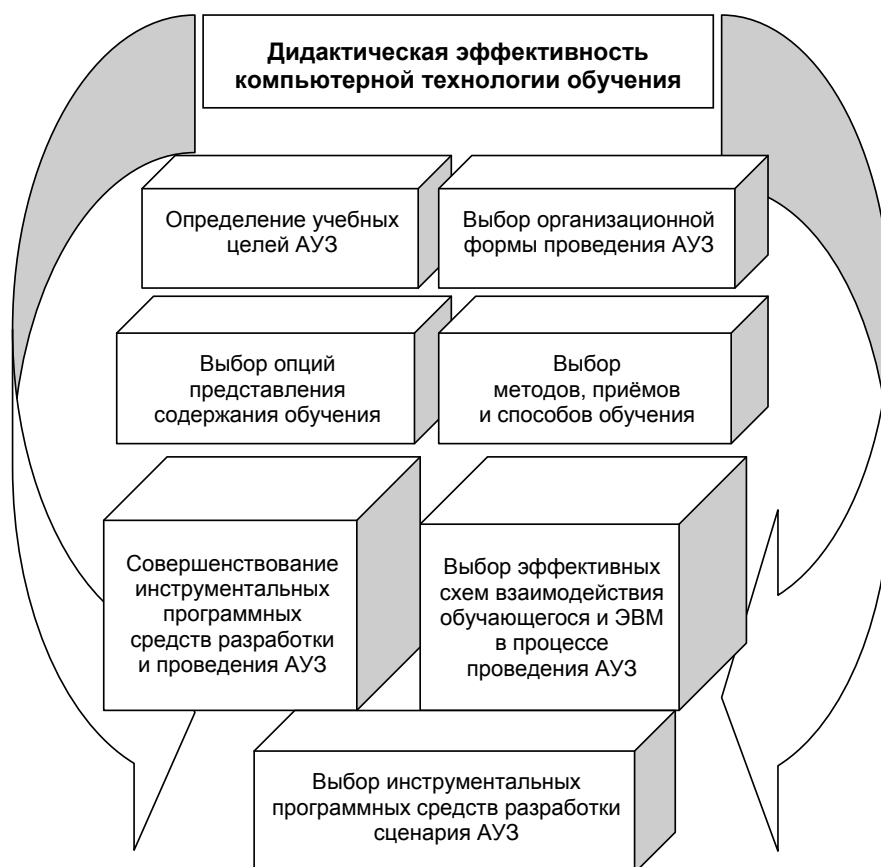 Дидактическая эффективность
компьютерной технологии обучения
Определение учебных
целей АУЗ
Выбор организационной
формы проведения АУЗ
Выбор опций
представления
содержания обучения
Выбор
методов, приёмов
и способов обучения
Совершенствование
инструментальных
программных
средств разработки
и проведения АУЗ
Выбор эффективных
схем взаимодействия
обучающегося и ЭВМ
в процессе
проведения АУЗ
Выбор инструментальных
программных средств разработки
сценария АУЗ